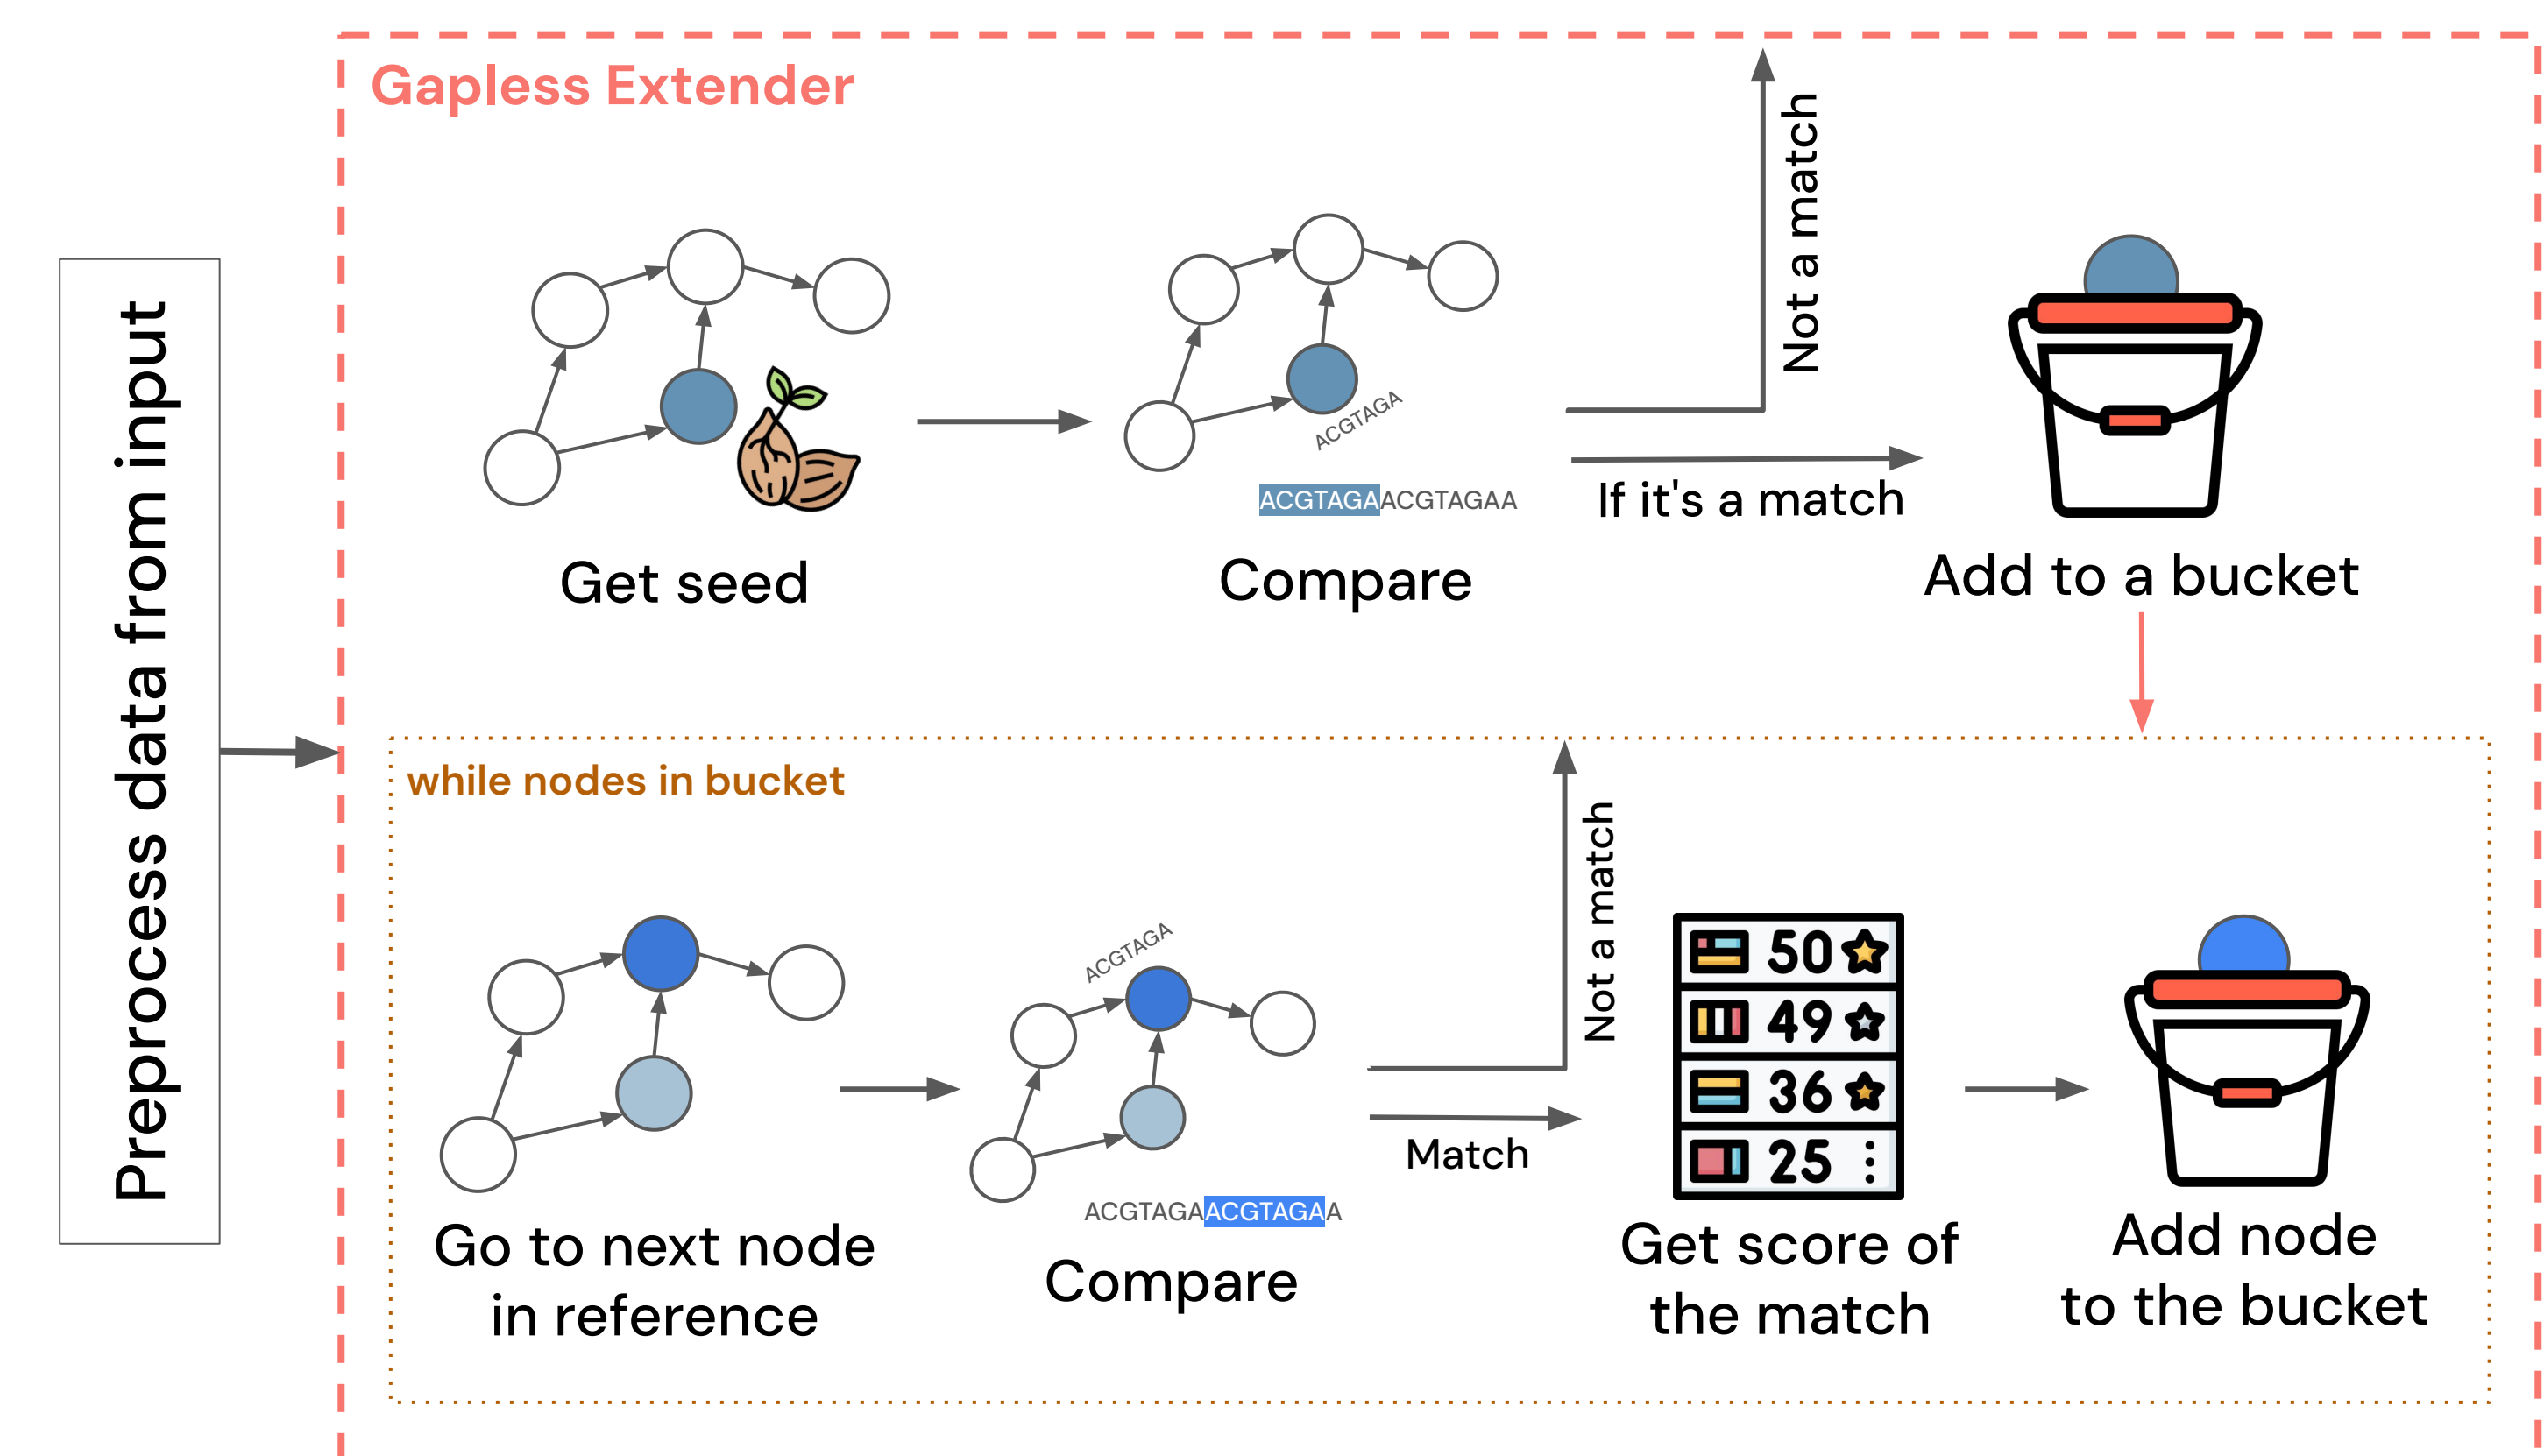 Preprocess data from input
Gapless Extender
Get seed
ACGTAGA
ACGTAGAACGTAGAA
Compare
Not a match
If it's a match
Add to a bucket
while nodes in bucket
Go to next node
in reference
ACGTAGA
ACGTAGAACGTAGAA
Compare
Not a match
Match
50
49
36
25
Get score of
the match
Add node
to the bucket